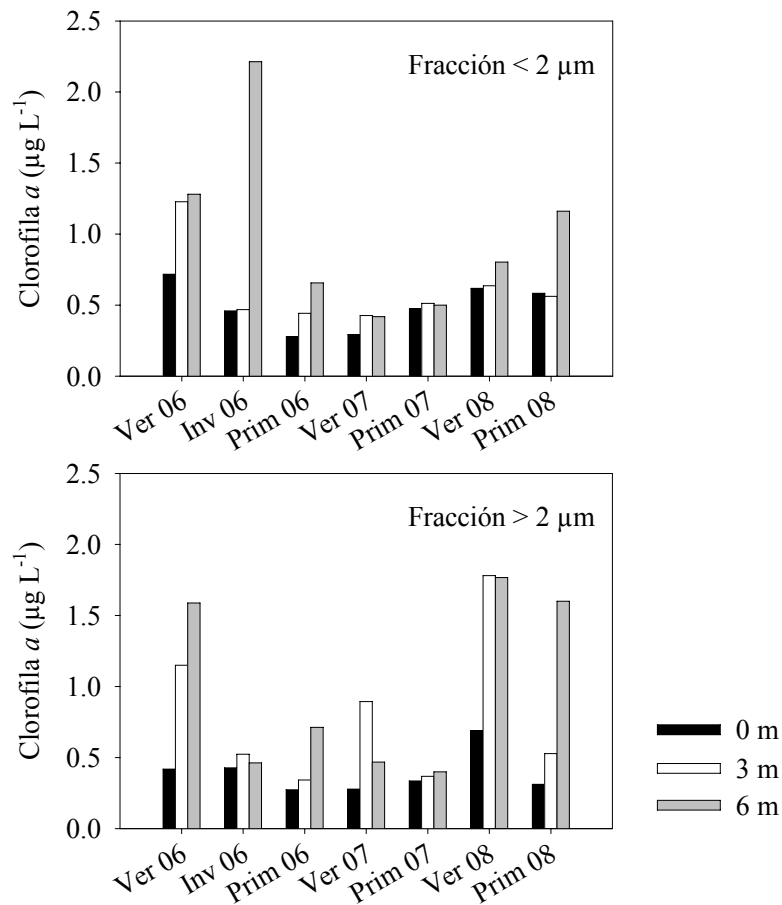 2.5
Fracción < 2 µm
2.0
1.5
1.0
0.5
0.0
Clorofila a (µg L⁻¹)
Ver 06
Inv 06
Prim 06
Ver 07
Prim 07
Ver 08
Prim 08
2.5
Fracción > 2 µm
2.0
1.5
1.0
0.5
0.0
Clorofila a (µg L⁻¹)
Ver 06
Inv 06
Prim 06
Ver 07
Prim 07
Ver 08
Prim 08
0 m
3 m
6 m